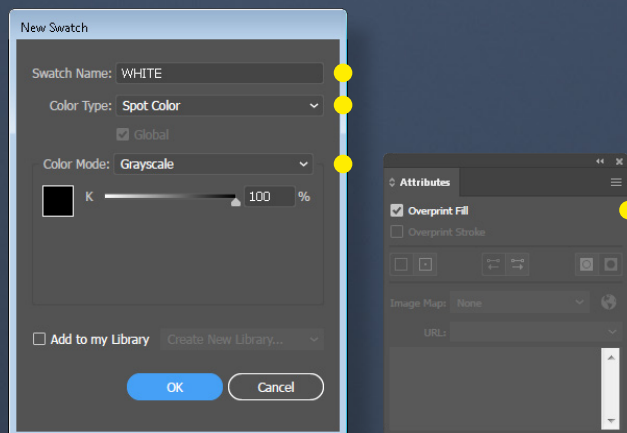 New Swatch
Swatch Name: WHITE
Color Type: Spot Color
Global
Color Mode: Grayscale
K 100 %
Add to my Library Create New Library...
OK Cancel
Attributes
Overprint Fill
Overprint Stroke
Image Map: None
URL: